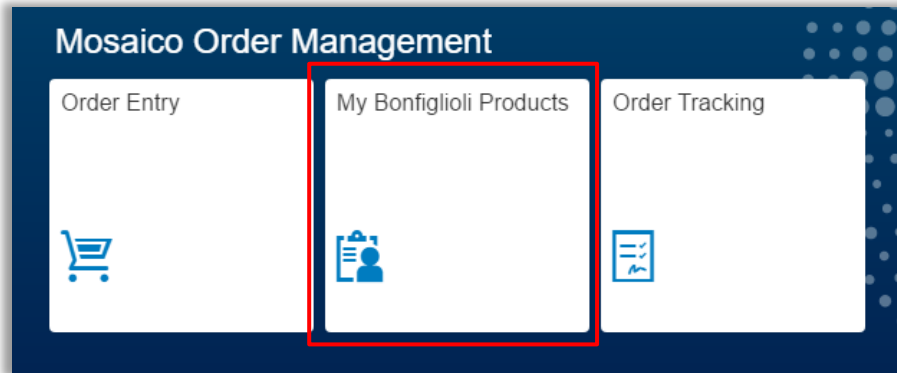 Mosaico Order Management
Order Entry
My Bonfiglioli Products
Order Tracking